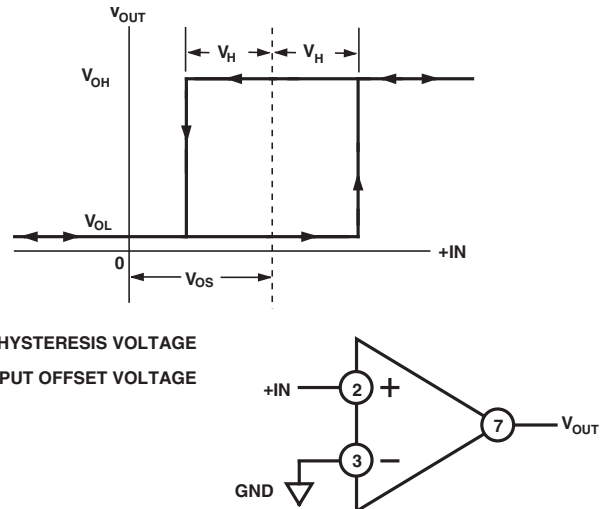 vOUT
VH VH
VOH
VOL
0
+IN
VOS
HYSTERESIS VOLTAGE
PUT OFFSET VOLTAGE
+IN 2 +
7 VOUT
3 −
GND